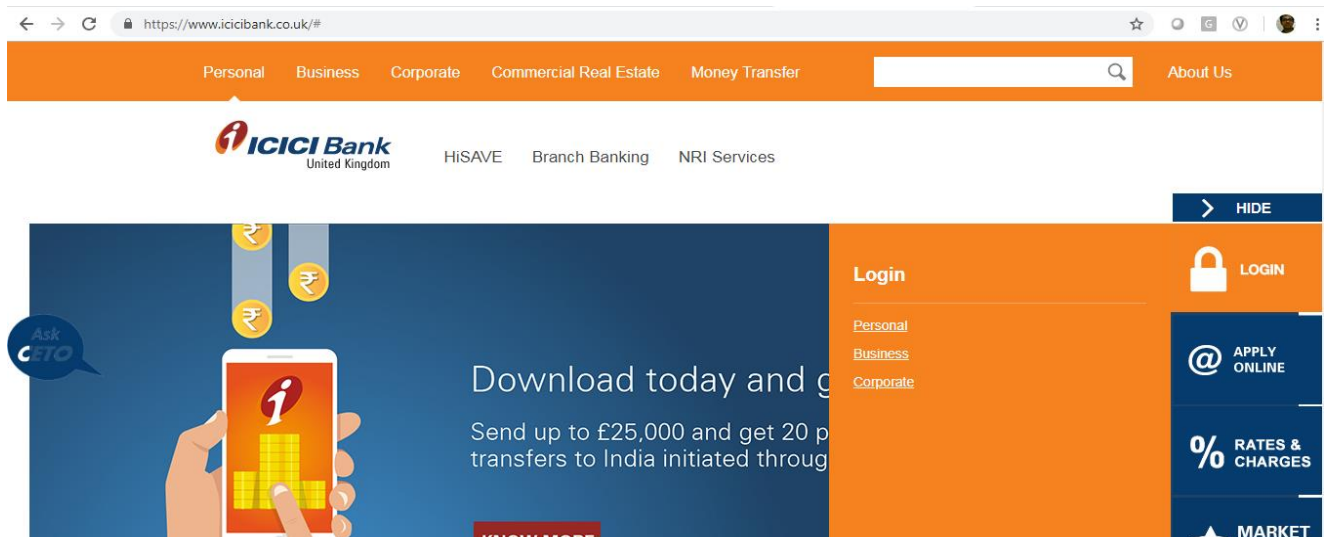 https://www.icicibank.co.uk/#
G V
Personal Business Corporate Commercial Real Estate Money Transfer About Us
ICICI Bank
United Kingdom
HiSAVE Branch Banking NRI Services
HIDE
LOGIN
Login
Personal
Business
Corporate
Ask
CETO
APPLY
ONLINE
Download today and g
Send up to £25,000 and get 20 p
transfers to India initiated throug
RATES &
CHARGES
KNOW MORE
MARKET